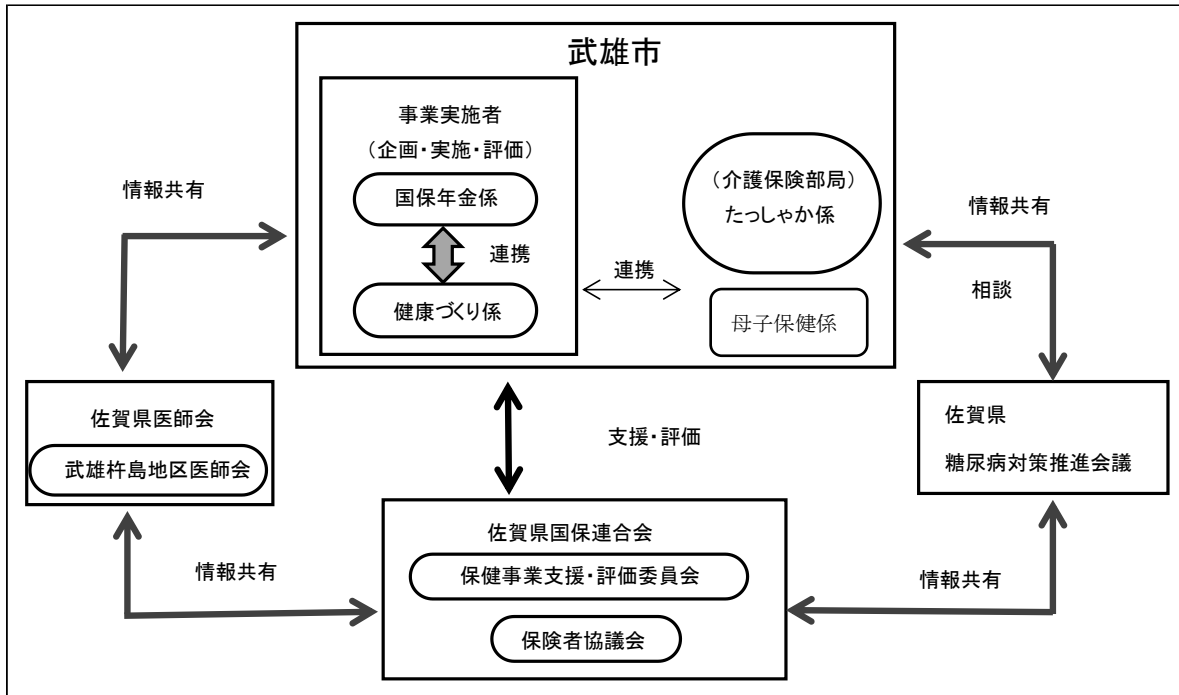 武雄市
事業実施者
（企画・実施・評価）
国保年金係
連携
健康づくり係
連携
（介護保険部局）
たっしゃか係
母子保健係
情報共有
情報共有
相談
佐賀県医師会
武雄杵島地区医師会
支援・評価
佐賀県
糖尿病対策推進会議
情報共有
佐賀県国保連合会
保健事業支援・評価委員会
保険者協議会
情報共有